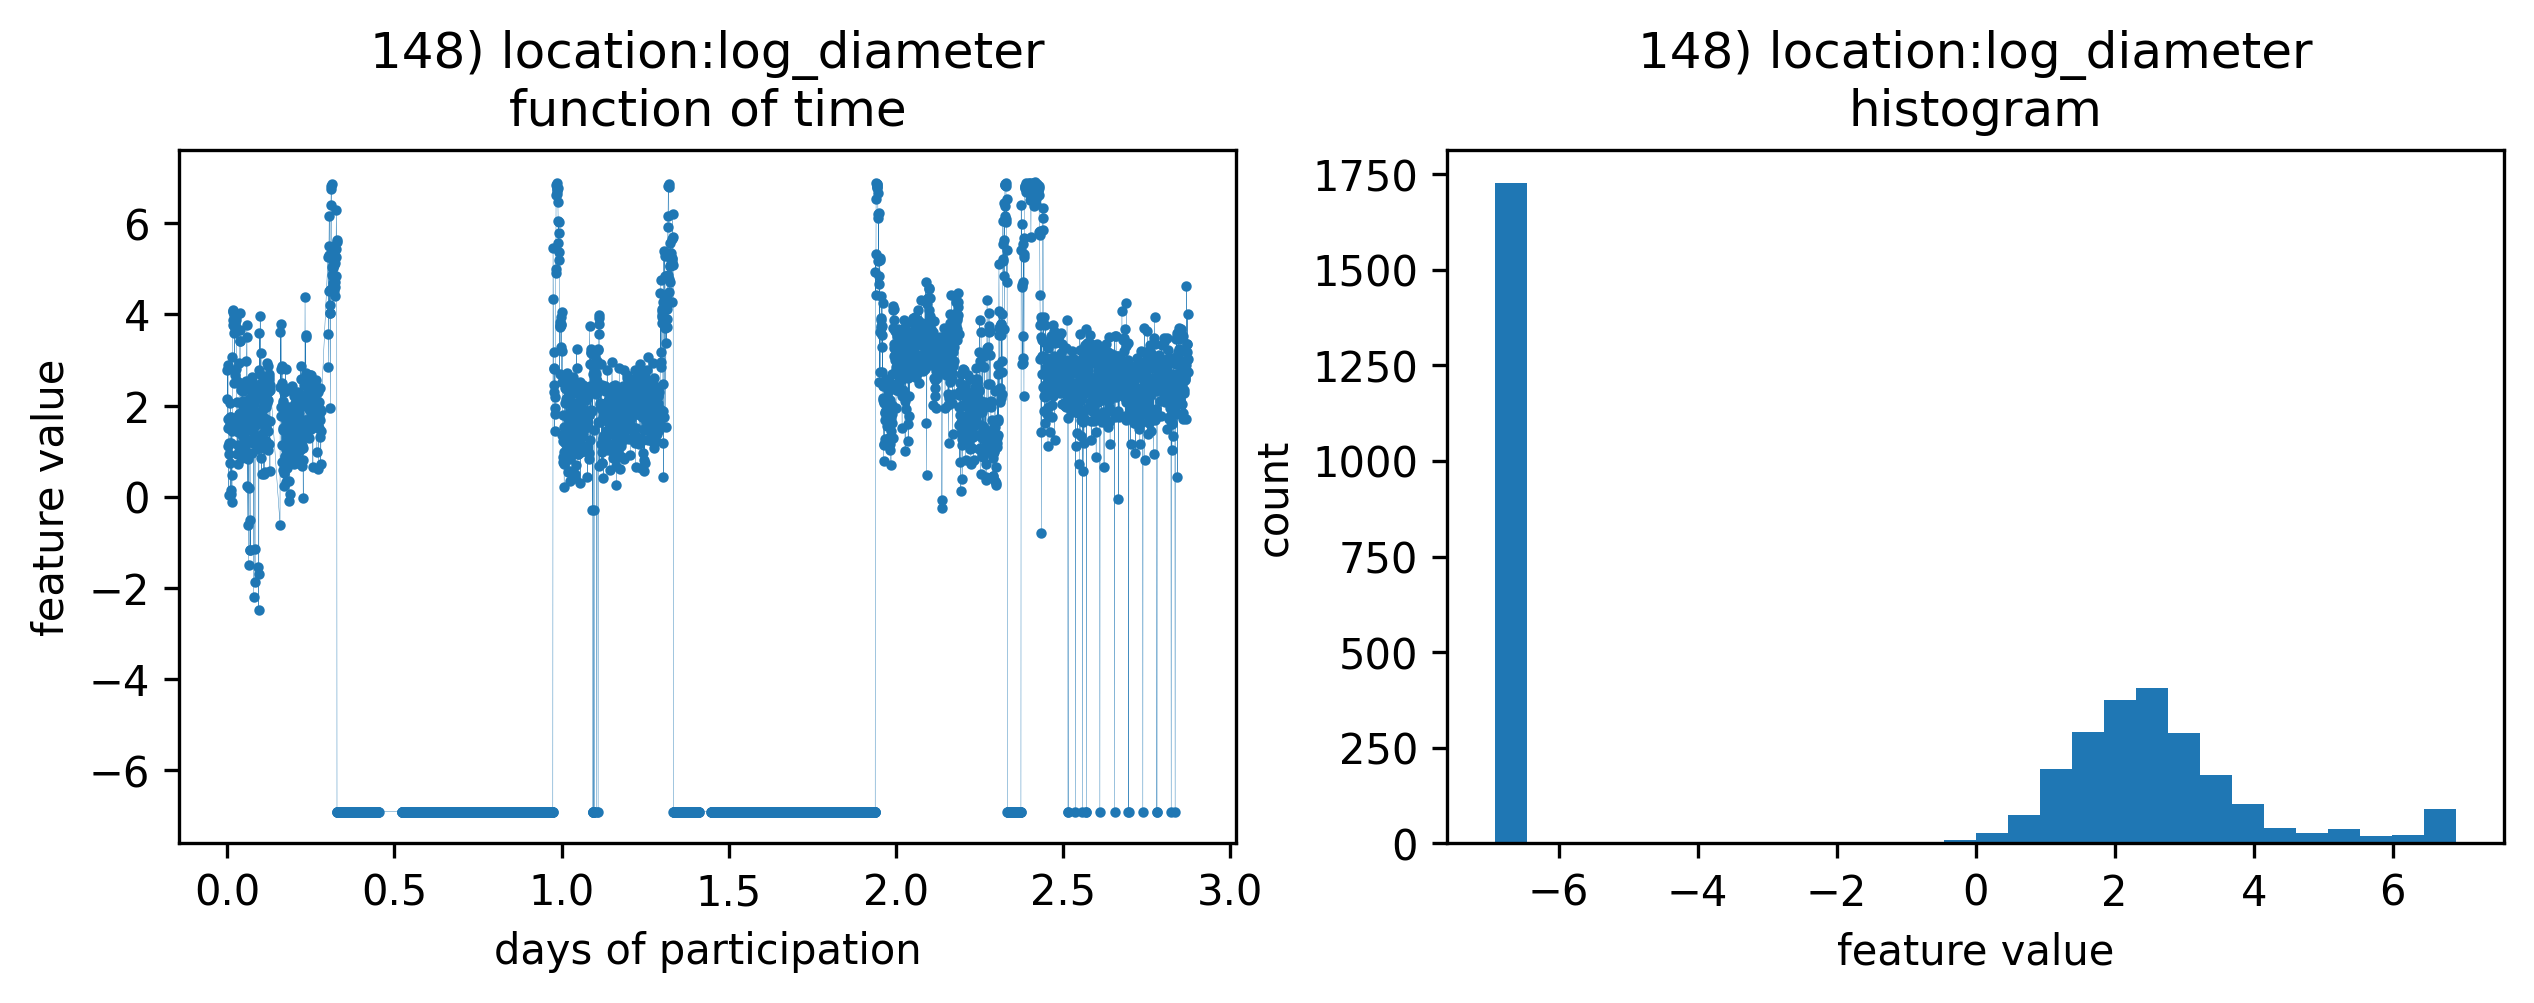 148) location:log_diameter
function of time
feature value
6
4
2
0
−2
−4
−6
0.0 0.5 1.0 1.5 2.0 2.5 3.0
days of participation
148) location:log_diameter
histogram
count
1750
1500
1250
1000
750
500
250
0
−6 −4 −2 0 2 4 6
feature value